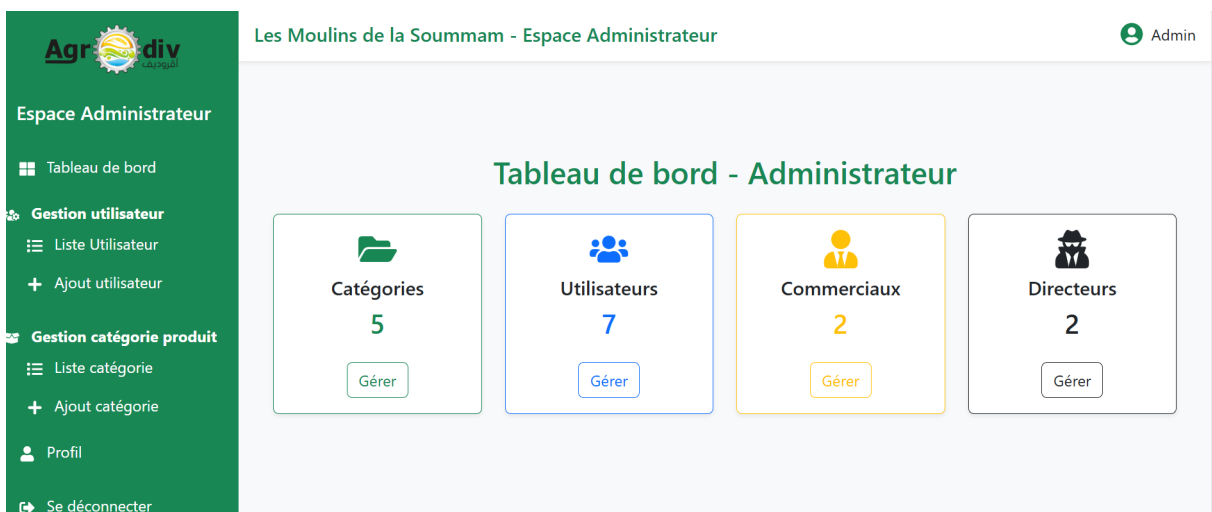 Agr div
أقروديف
Espace Administrateur
Tableau de bord
Gestion utilisateur
Liste Utilisateur
Ajout utilisateur
Gestion catégorie produit
Liste catégorie
Ajout catégorie
Profil
Se déconnecter
Les Moulins de la Soummam - Espace Administrateur
Admin
Tableau de bord - Administrateur
Catégories
5
Gérer
Utilisateurs
7
Gérer
Commerciaux
2
Gérer
Directeurs
2
Gérer